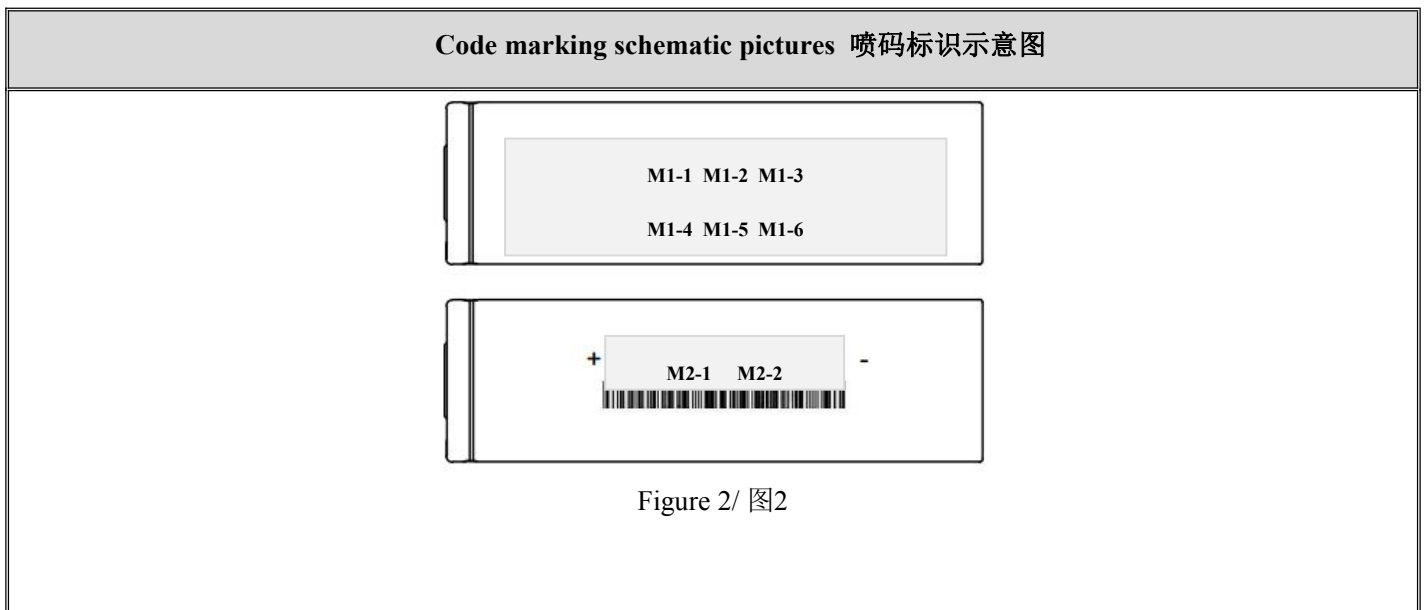 Code marking schematic pictures 喷码标识示意图
M1-1 M1-2 M1-3
M1-4 M1-5 M1-6
+ -
M2-1 M2-2
Figure 2/ 图2